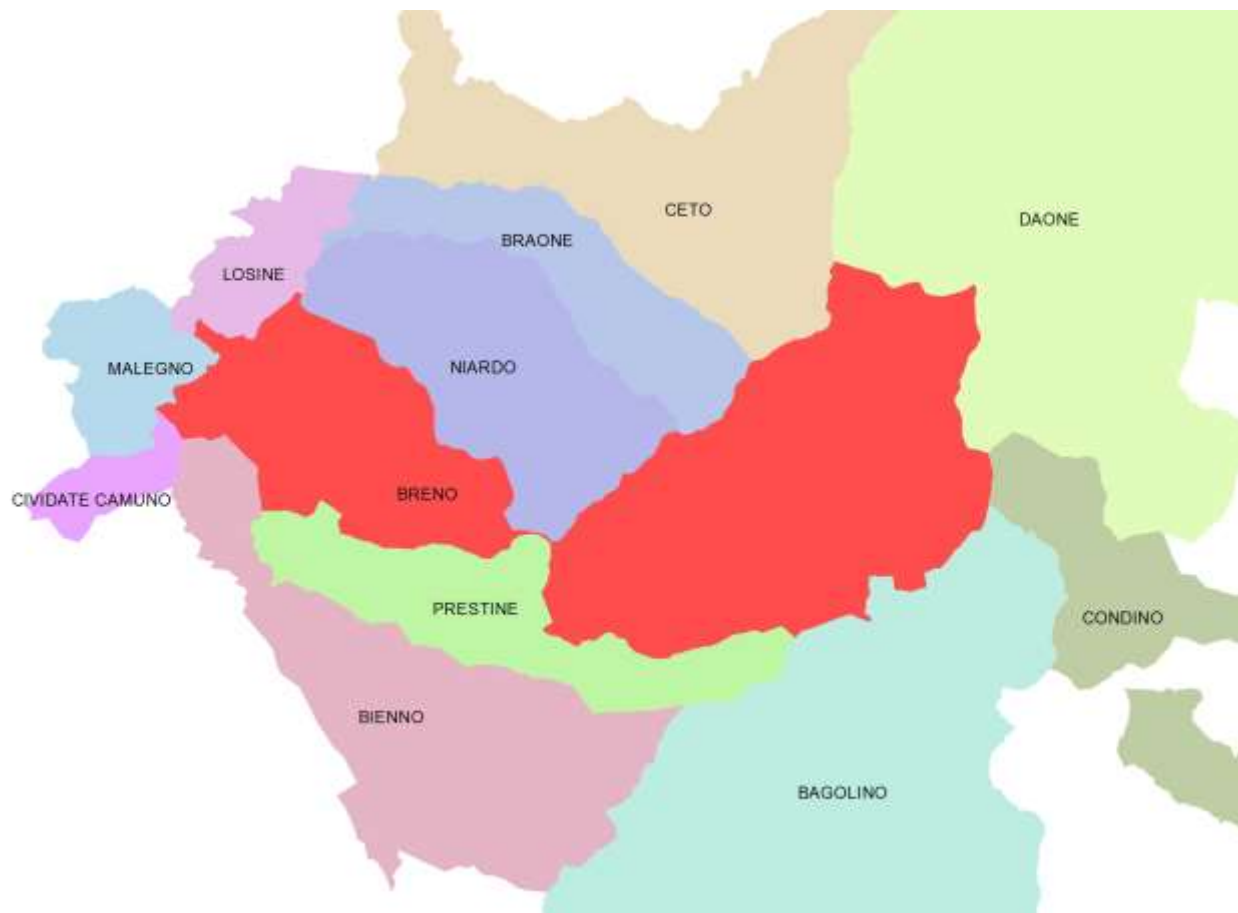 CETO
DAONE
BRAONE
LOSINE
MALEGNO
NIARDO
CIVIDATE CAMUNO
BRENO
PRESTINE
CONDINO
BIENNO
BAGOLINO